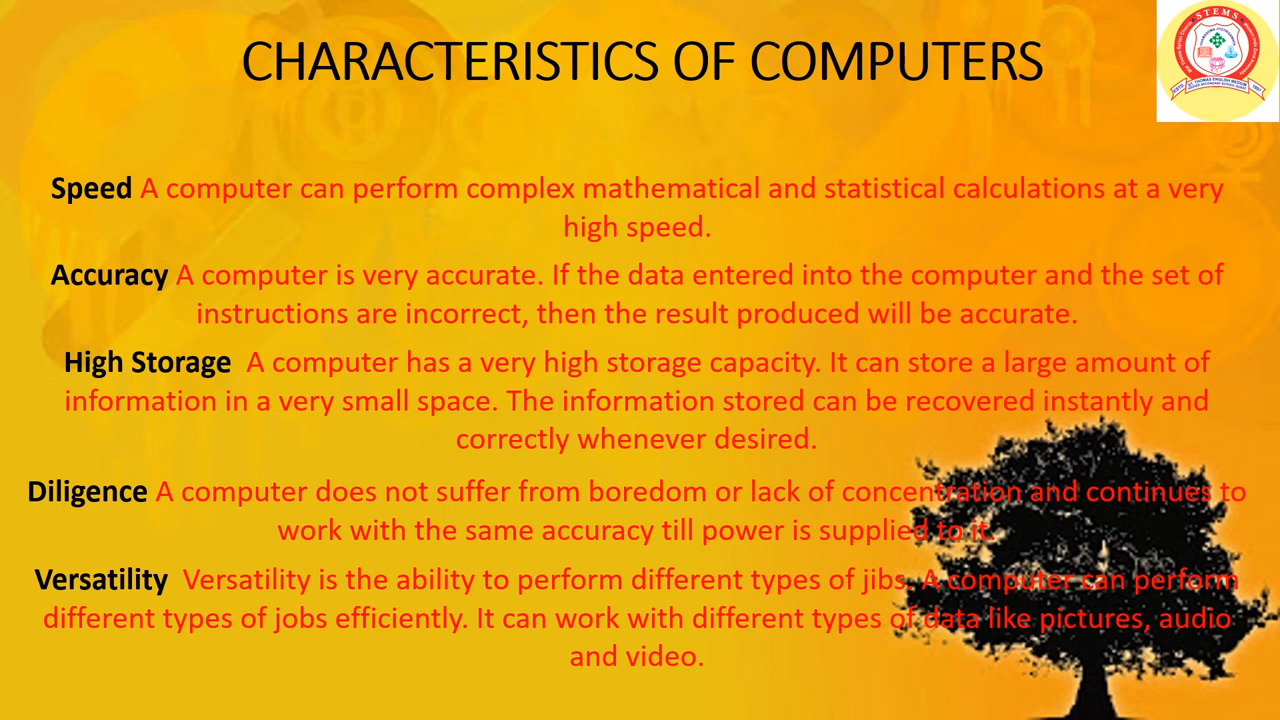 CHARACTERISTICS OF COMPUTERS
STEMS
Speed A computer can perform complex mathematical and statistical calculations at a very
high speed.
Accuracy A computer is very accurate. If the data entered into the computer and the set of
instructions are incorrect, then the result produced will be accurate.
High Storage A computer has a very high storage capacity. It can store a large amount of
information in a very small space. The information stored can be recovered instantly and
correctly whenever desired.
Diligence A computer does not suffer from boredom or lack of concentration and continues to
work with the same accuracy till power is supplied to it.
Versatility Versatility is the ability to perform different types of jibs. A computer can perform
different types of jobs efficiently. It can work with different types of data like pictures, audio
and video.